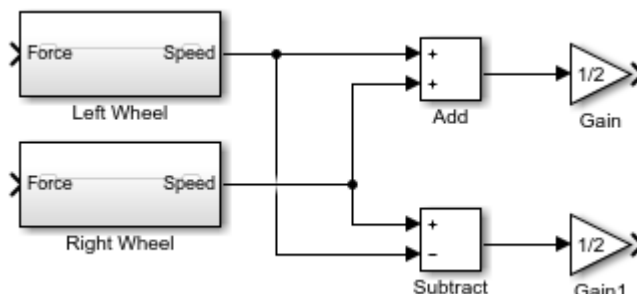 Force Speed
Left Wheel
+
+
Add
1/2
Gain
Force Speed
Right Wheel
+
−
Subtract
1/2
Gain1